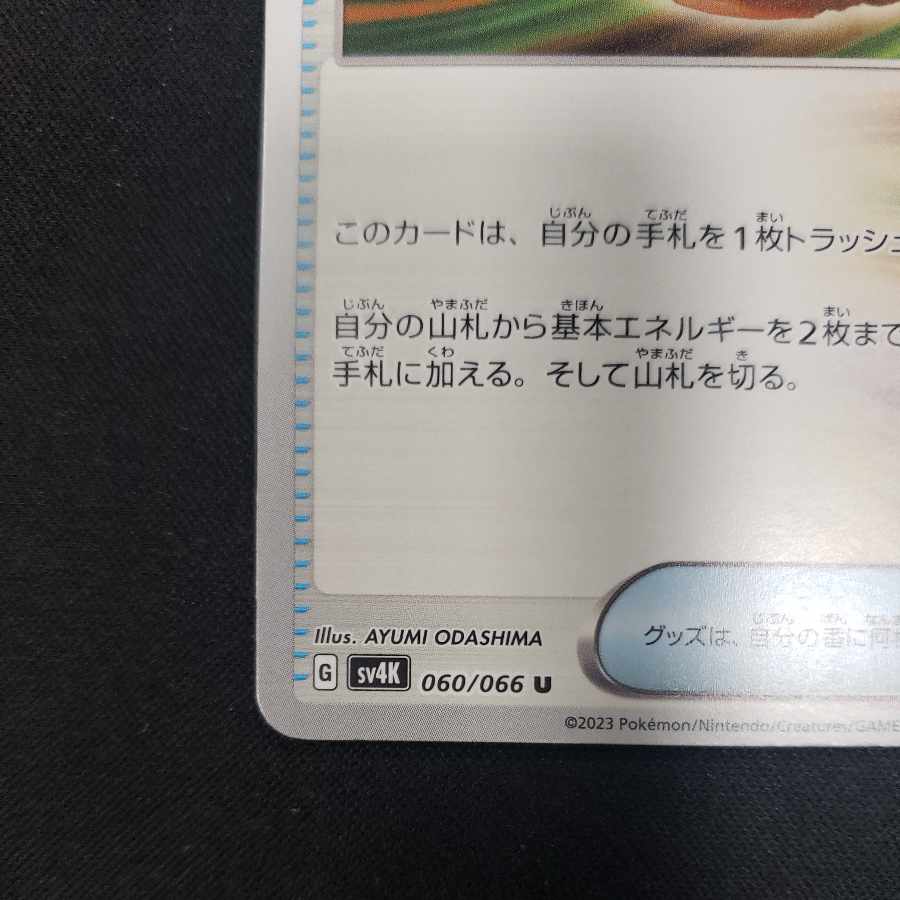 このカードは、自分の手札を1枚トラッシュ
自分の山札から基本エネルギーを2枚まで
手札に加える。そして山札を切る。
Illus. AYUMI ODASHIMA
グッズは、自分の番に何
G SV4K 060/066 U
©2023 Pokémon/Nintendo/Creatures/GAME